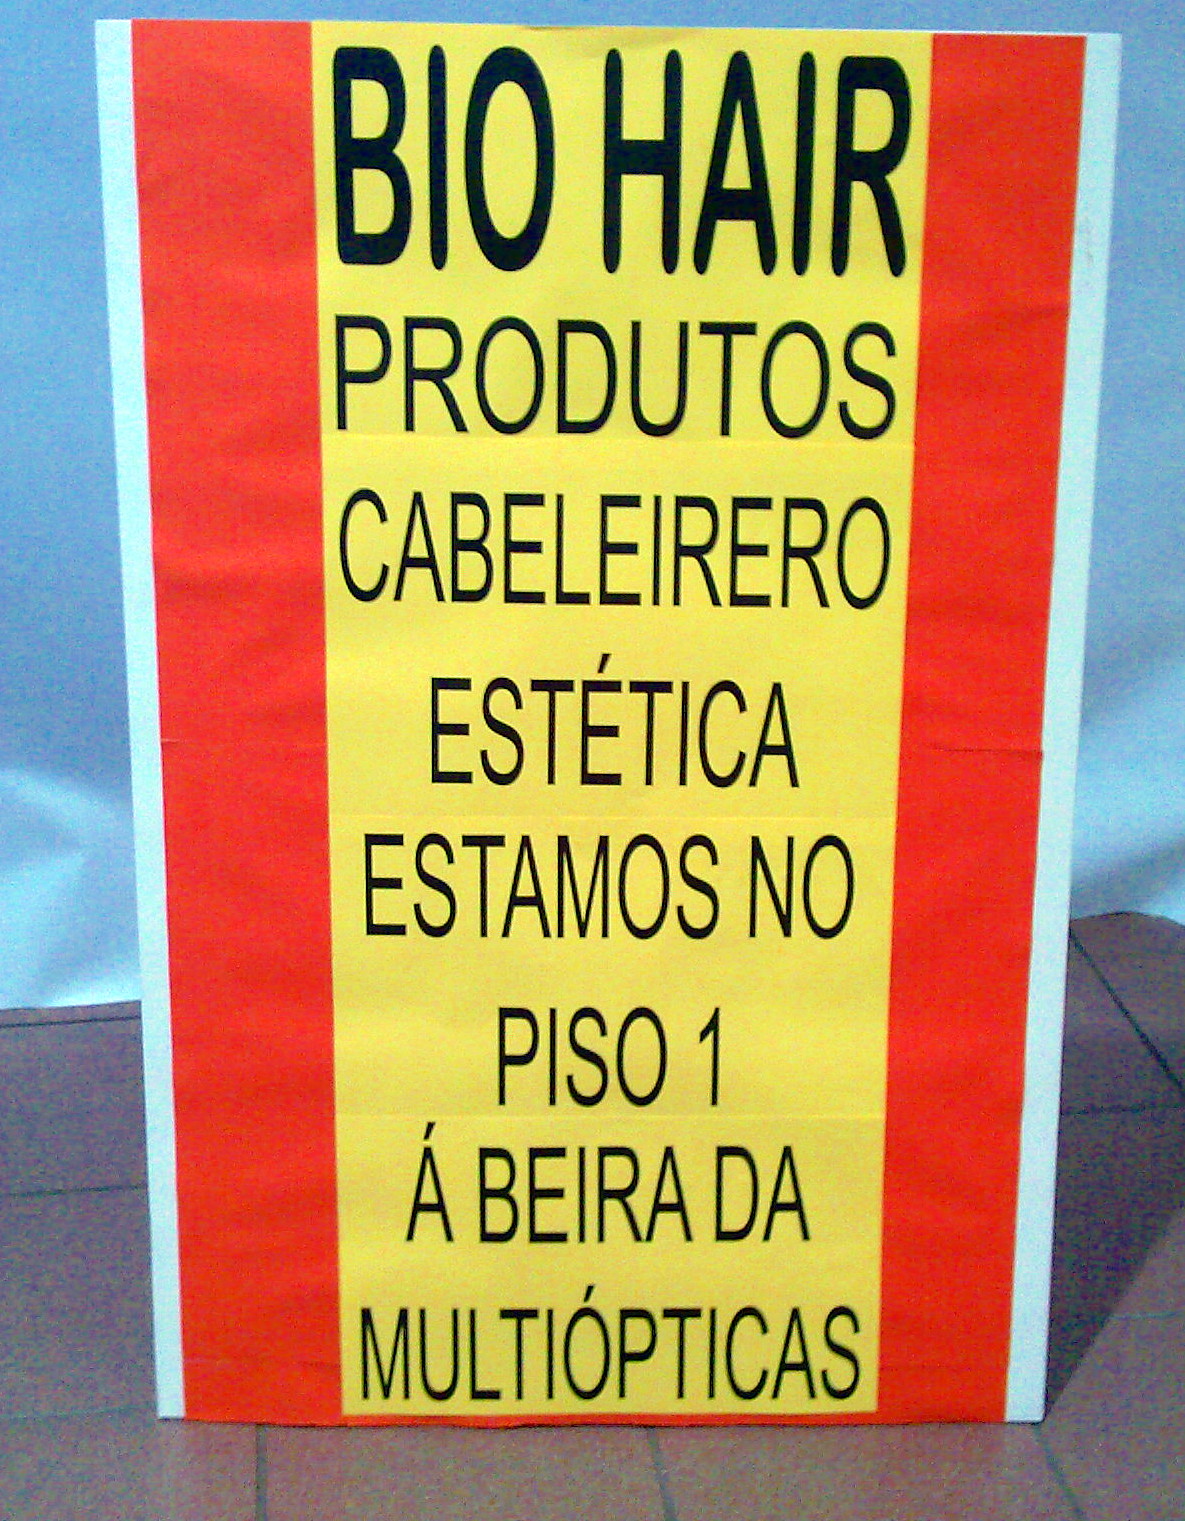 BIO HAIR
PRODUTOS
CABELEIRERO
ESTÉTICA
ESTAMOS NO
PISO 1
Á BEIRA DA
MULTIÓPTICAS